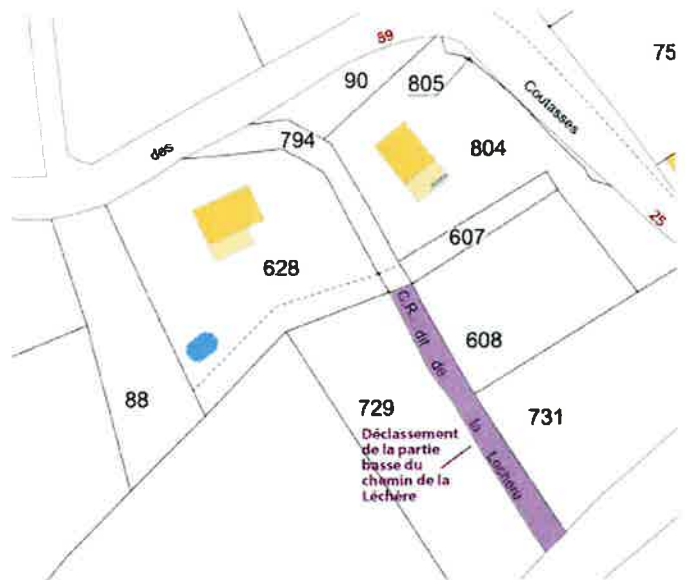 89
75
90
805
Coutasses
des
794
804
628
607
25
C.R. dit de la Léchère
608
88
729
731
Déclassement
de la partie
basse du
chemin de la
Léchère